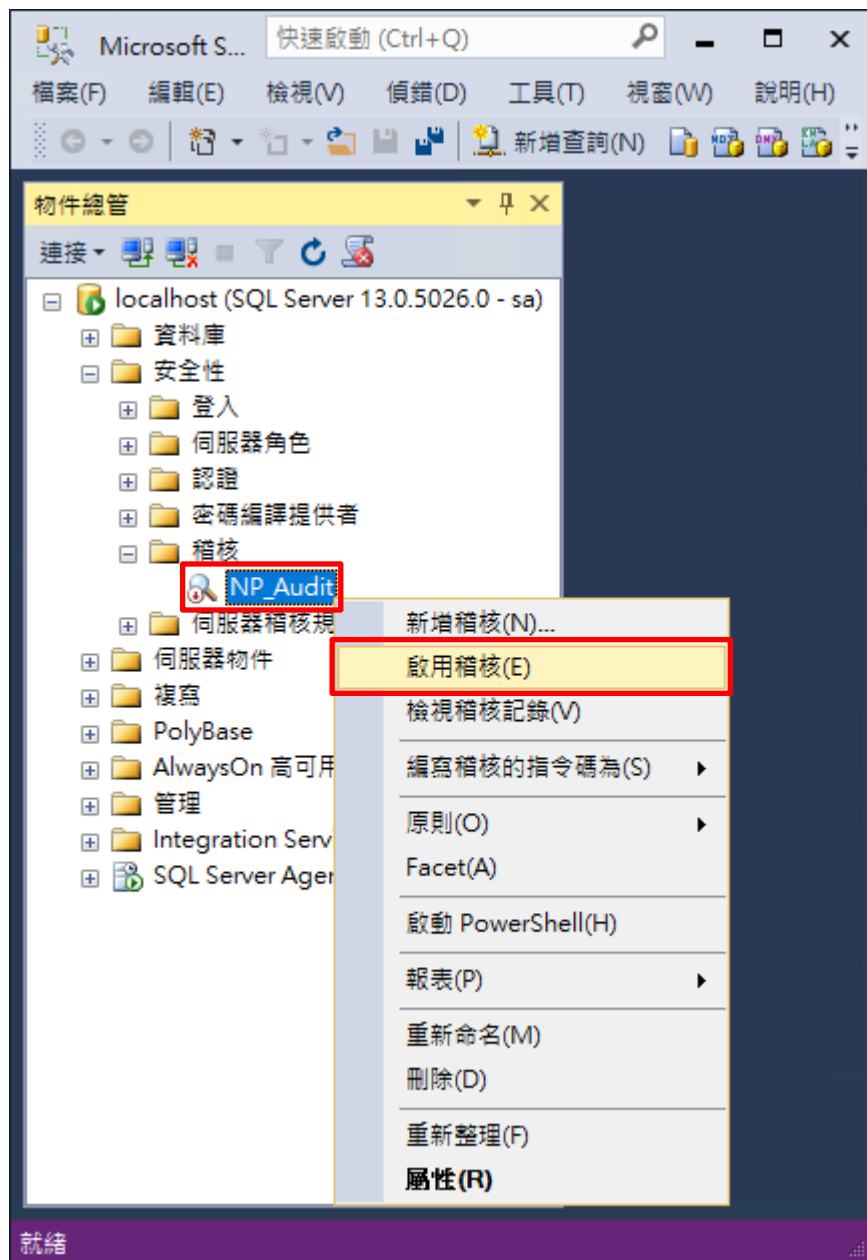 Microsoft S...
快速啟動 (Ctrl+Q)
檔案(F) 編輯(E) 檢視(V) 偵錯(D) 工具(T) 視窗(W) 說明(H)
新增查詢(N)
物件總管
連接
localhost (SQL Server 13.0.5026.0 - sa)
資料庫
安全性
登入
伺服器角色
認證
密碼編譯提供者
稽核
NP_Audit
伺服器稽核規
伺服器物件
複寫
PolyBase
AlwaysOn 高可用
管理
Integration Serv
SQL Server Agen
新增稽核(N)...
啟用稽核(E)
檢視稽核記錄(V)
編寫稽核的指令碼為(S)
原則(O)
Facet(A)
啟動 PowerShell(H)
報表(P)
重新命名(M)
刪除(D)
重新整理(F)
屬性(R)
就緒